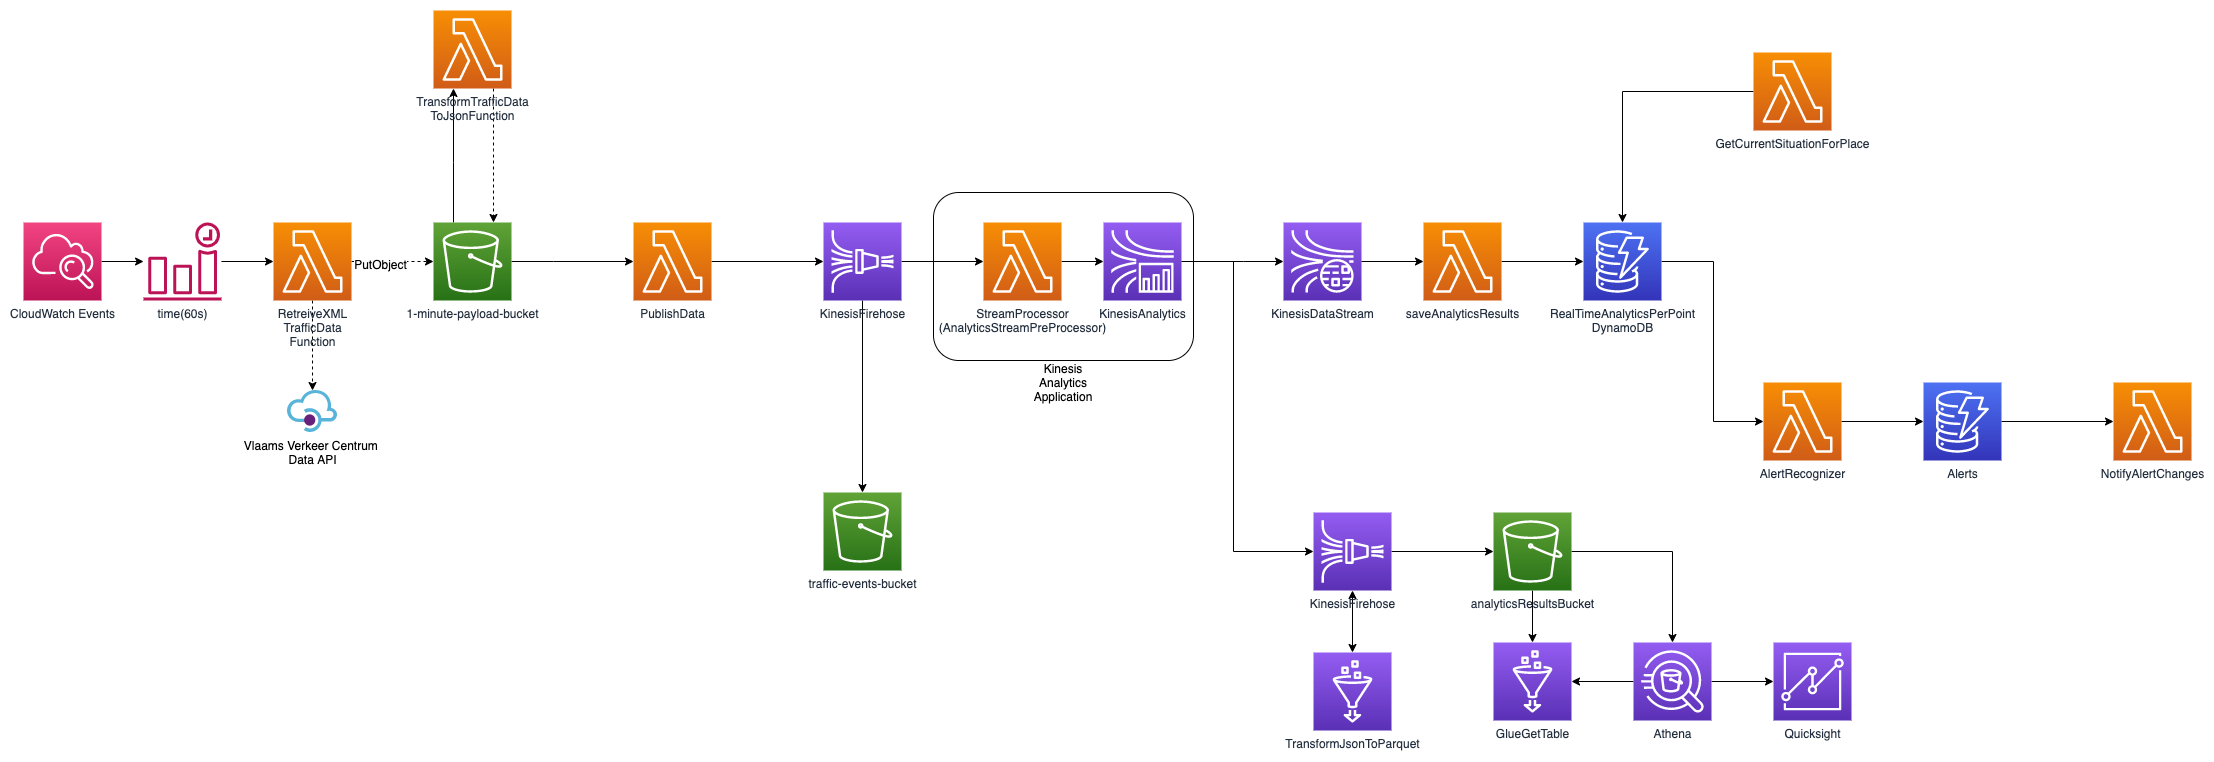 TransformTrafficData
ToJsonFunction
GetCurrentSituationForPlace
PutObject
CloudWatch Events
time(60s)
RetreiveXML
TrafficData
Function
1-minute-payload-bucket
PublishData
KinesisFirehose
StreamProcessor
(AnalyticsStreamPreProcessor)
KinesisAnalytics
KinesisDataStream
saveAnalyticsResults
RealTimeAnalyticsPerPoint
DynamoDB
Kinesis
Analytics
Application
Vlaams Verkeer Centrum
Data API
AlertRecognizer
Alerts
NotifyAlertChanges
traffic-events-bucket
KinesisFirehose
analyticsResultsBucket
TransformJsonToParquet
GlueGetTable
Athena
Quicksight